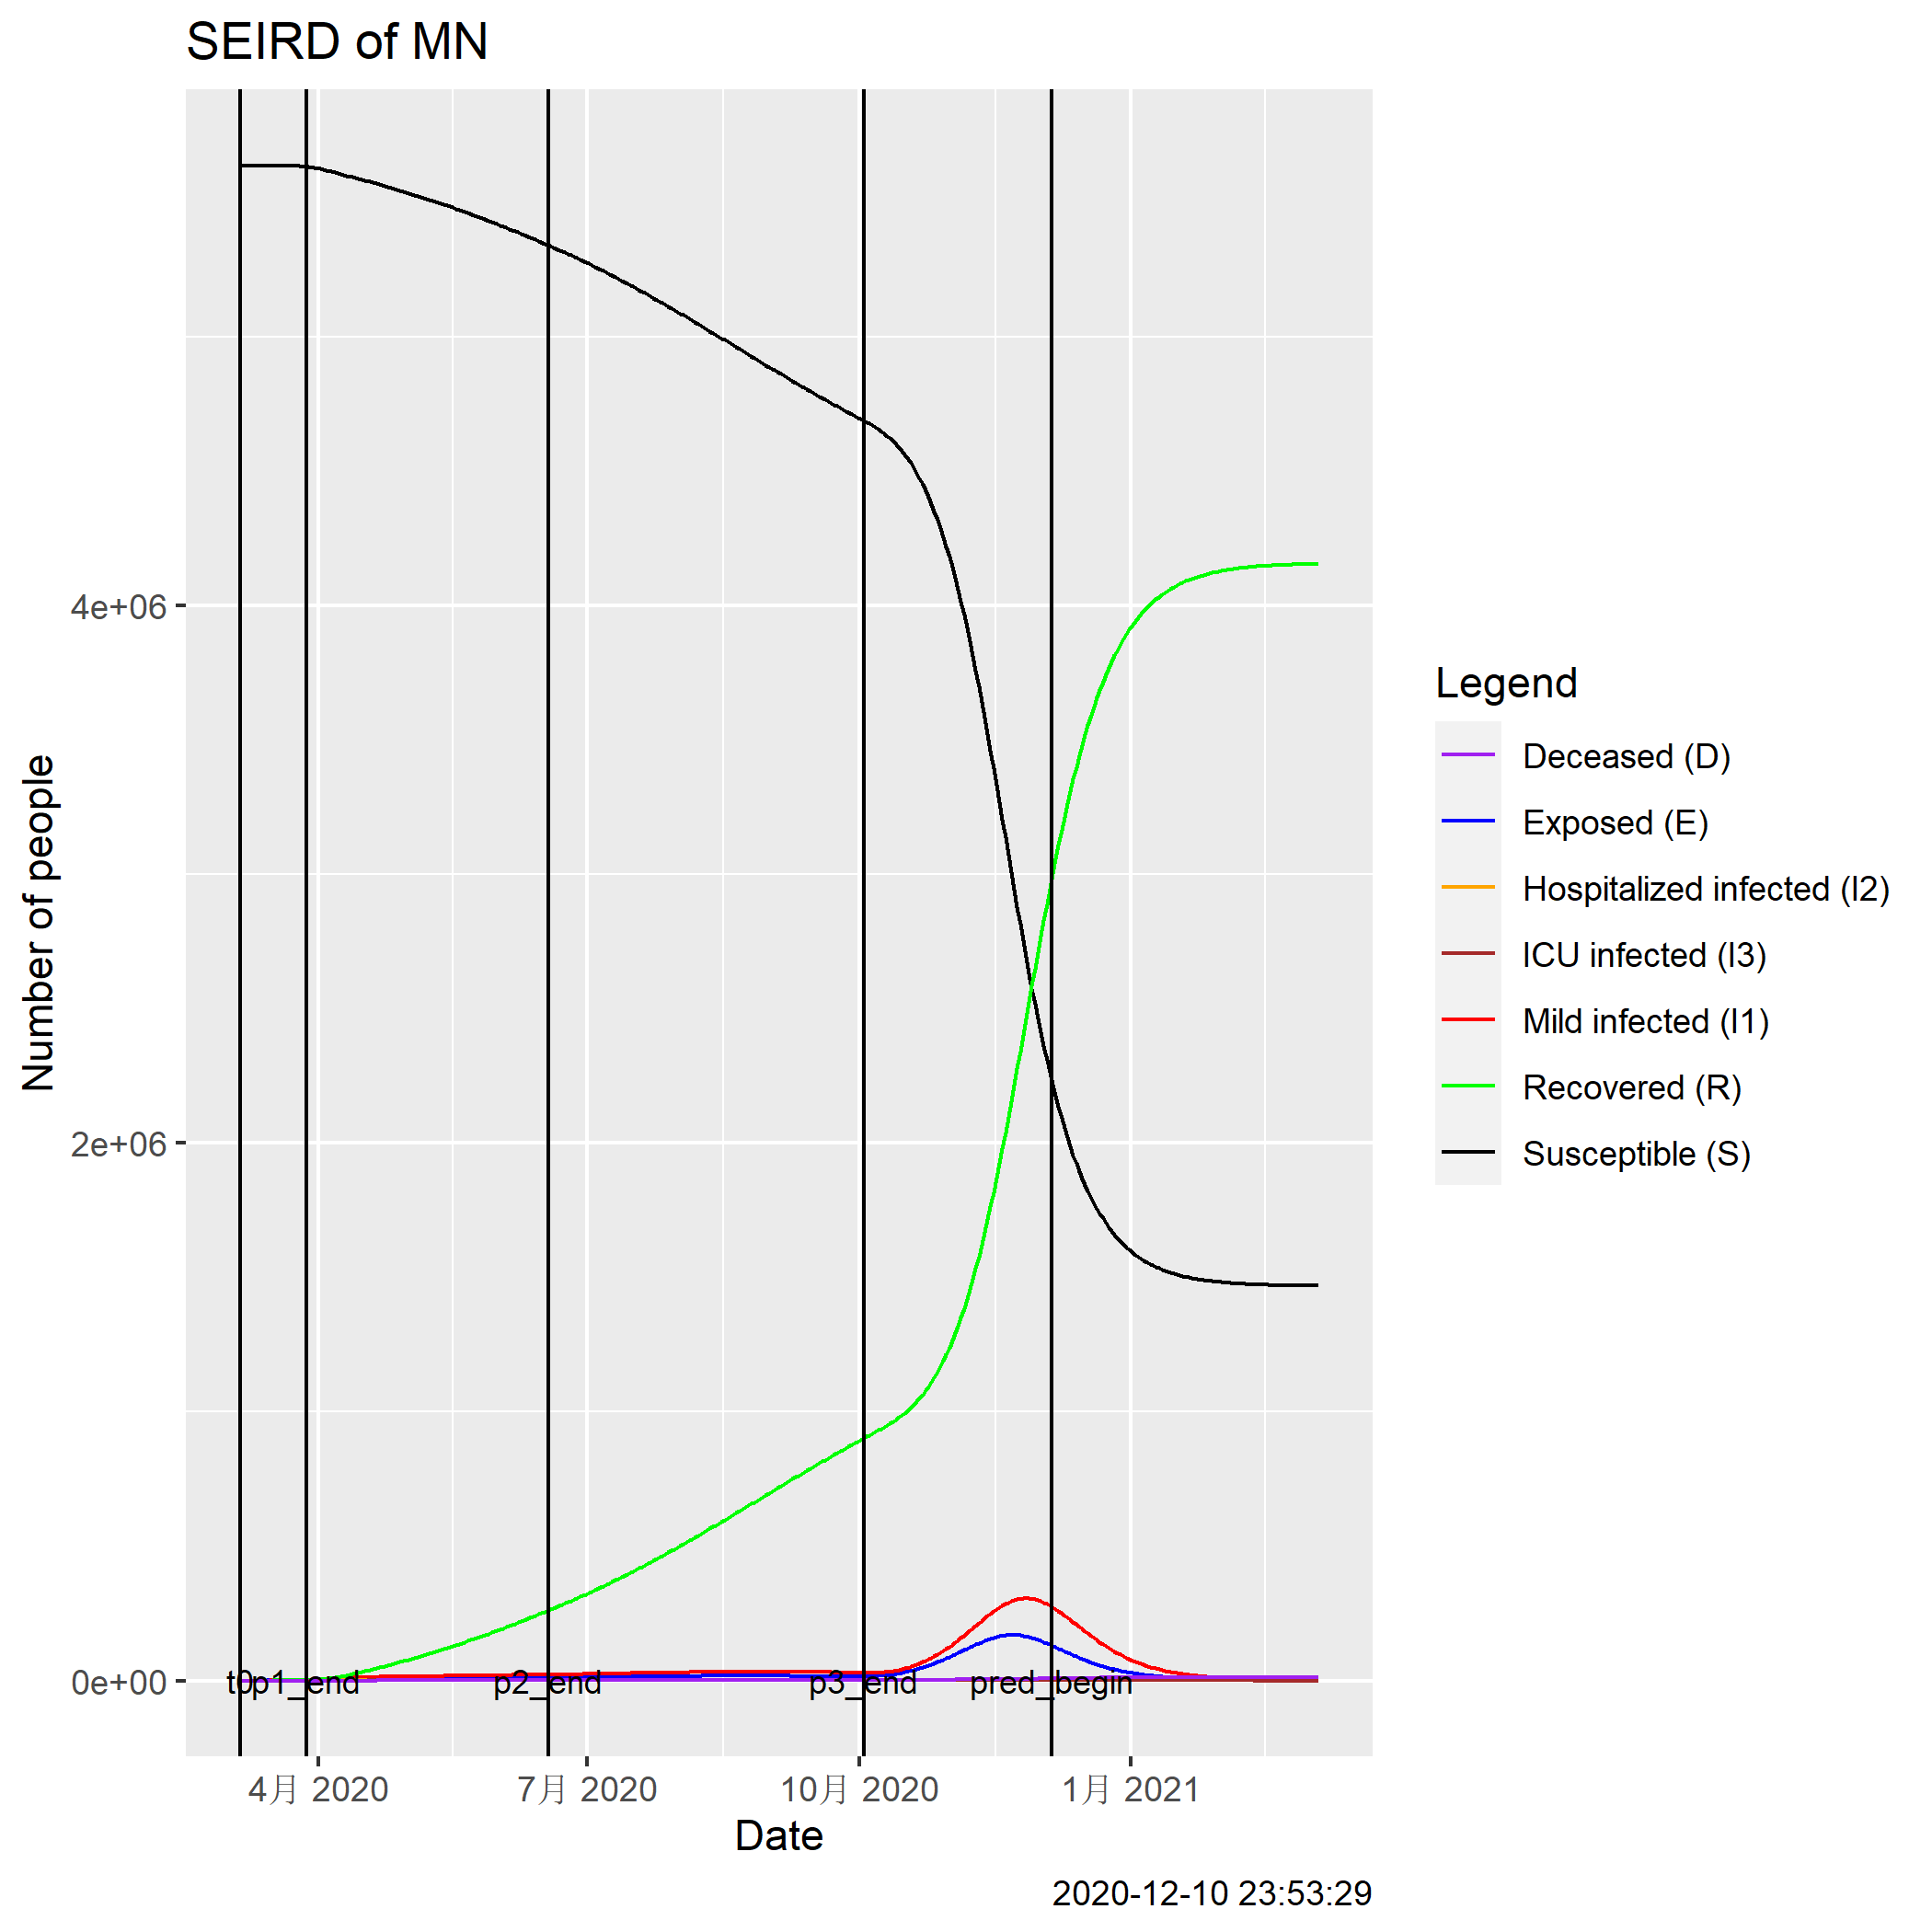 SEIRD of MN
Number of people
4e+06
2e+06
0e+00
t0
p1_end
p2_end
p3_end
pred_begin
4月 2020
7月 2020
10月 2020
1月 2021
Date
Legend
Deceased (D)
Exposed (E)
Hospitalized infected (I2)
ICU infected (I3)
Mild infected (I1)
Recovered (R)
Susceptible (S)
2020-12-10 23:53:29